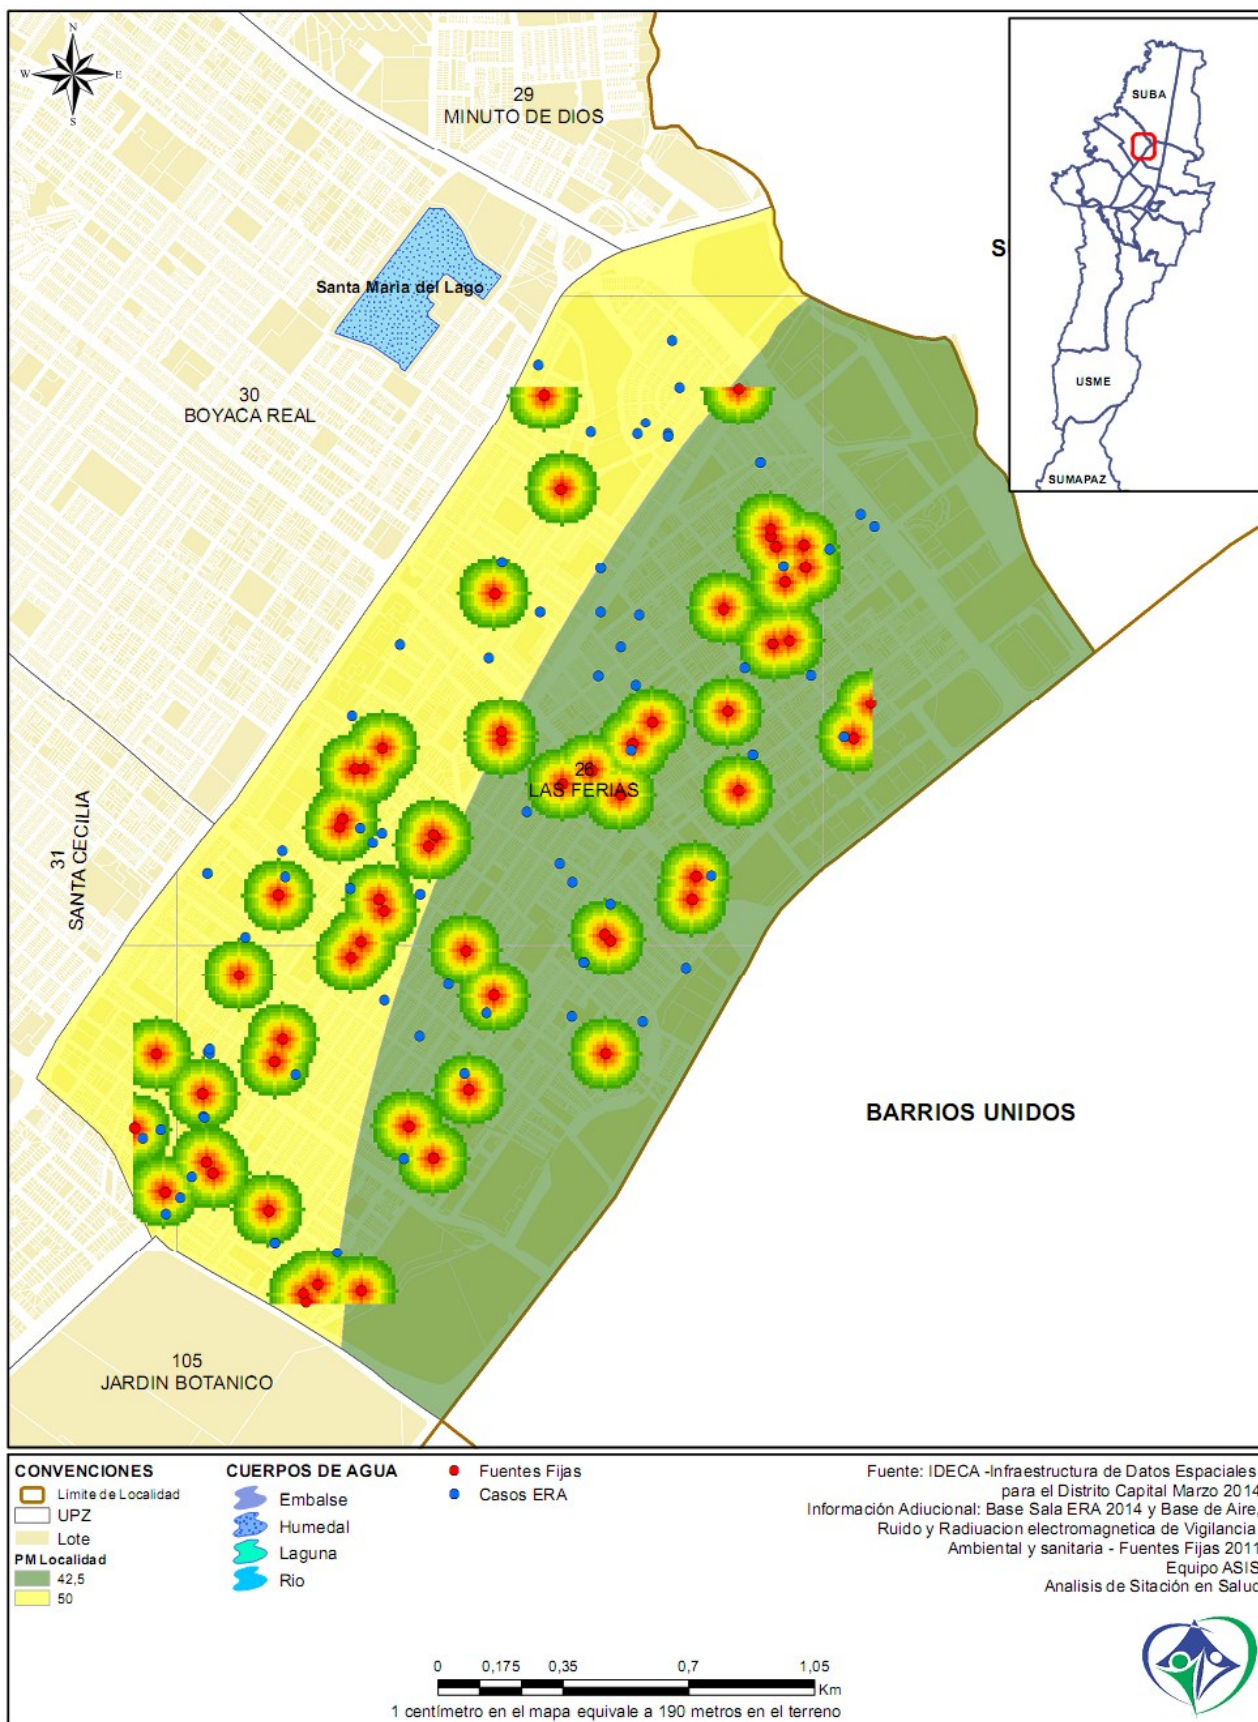 N
W
E
S
29
MINUTO DE DIOS
SUBA
S
Santa Maria del Lago
30
BOYACA REAL
USME
SUMAPAZ
26
LAS FERIAS
31
SANTA CECILIA
BARRIOS UNIDOS
105
JARDIN BOTANICO
CONVENCIONES
Limite de Localidad
UPZ
Lote
PM Localidad
42,5
50
CUERPOS DE AGUA
Embalse
Humedal
Laguna
Rio
Fuentes Fijas
Casos ERA
Fuente: IDECA -Infraestructura de Datos Espaciales
para el Distrito Capital Marzo 2014
Información Adiucional: Base Sala ERA 2014 y Base de Aire,
Ruido y Radiuacion electromagnetica de Vigilancia
Ambiental y sanitaria - Fuentes Fijas 2011
Equipo ASIS
Analisis de Sitación en Salud
0 0,175 0,35 0,7 1,05
Km
1 centímetro en el mapa equivale a 190 metros en el terreno